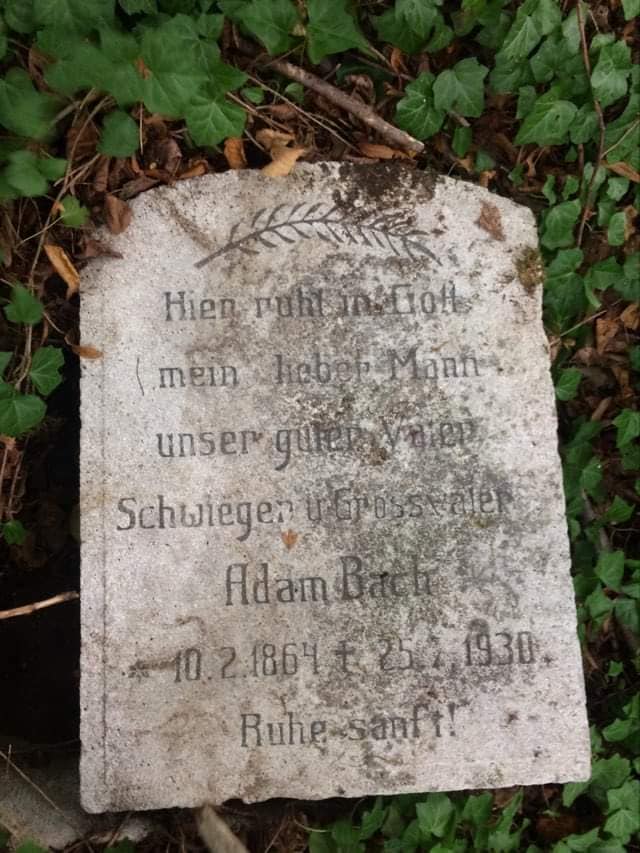 Hier ruht in Gott
mein lieber Mann
unser guter Vater
Schwieger u Grossvater
Adam Bach
* 10.2.1864 † 25.7.1930.
Ruhe sanft!